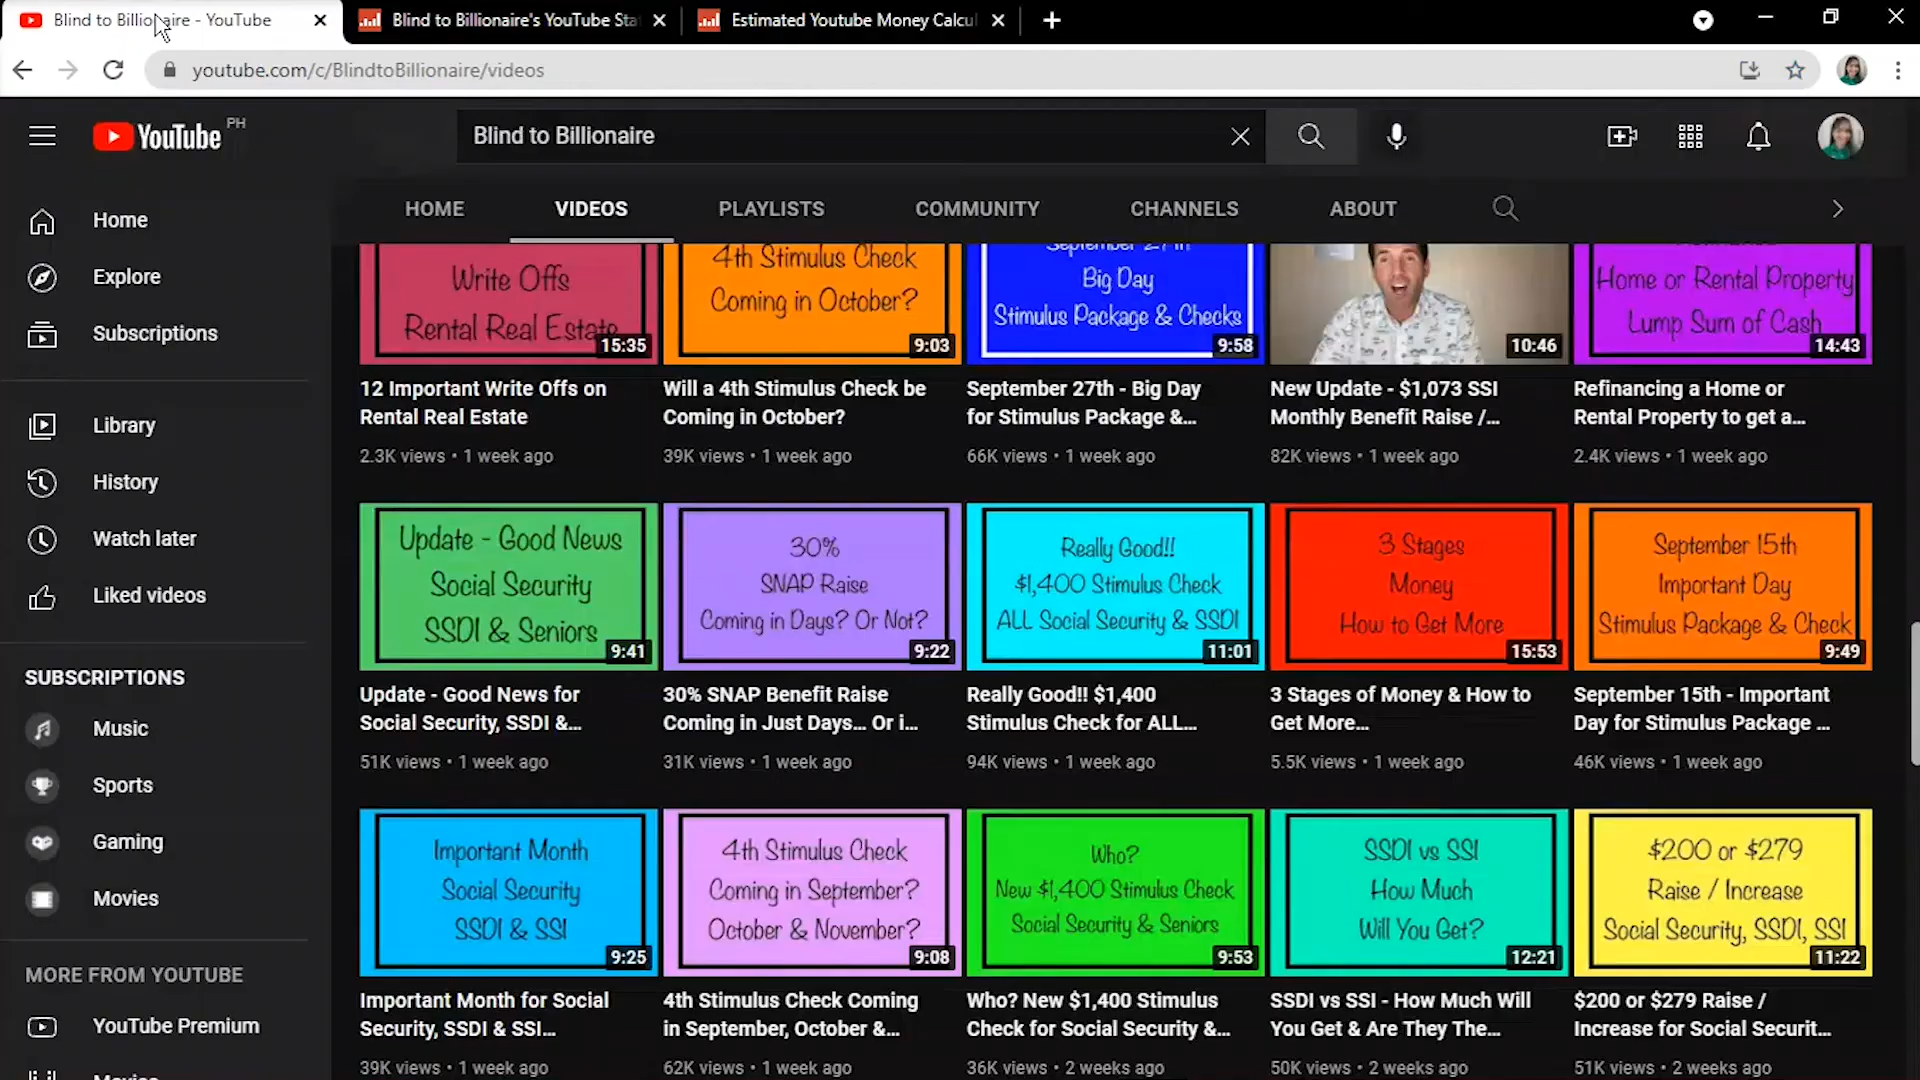 Blind to Billionaire - YouTube
Blind to Billionaire's YouTube Sta
Estimated Youtube Money Calcul
youtube.com/c/BlindtoBillionaire/videos
YouTube PH
Blind to Billionaire
HOME VIDEOS PLAYLISTS COMMUNITY CHANNELS ABOUT
Home
Explore
Subscriptions
Library
History
Watch later
Liked videos
SUBSCRIPTIONS
Music
Sports
Gaming
Movies
MORE FROM YOUTUBE
YouTube Premium
Write Offs
Rental Real Estate
15:35
12 Important Write Offs on
Rental Real Estate
2.3K views • 1 week ago
4th Stimulus Check
Coming in October?
9:03
Will a 4th Stimulus Check be
Coming in October?
39K views • 1 week ago
September 27th
Big Day
Stimulus Package & Checks
9:58
September 27th - Big Day
for Stimulus Package &...
66K views • 1 week ago
10:46
New Update - $1,073 SSI
Monthly Benefit Raise /...
82K views • 1 week ago
Home or Rental Property
Lump Sum of Cash
14:43
Refinancing a Home or
Rental Property to get a...
2.4K views • 1 week ago
Update - Good News
Social Security
SSDI & Seniors
9:41
Update - Good News for
Social Security, SSDI &...
51K views • 1 week ago
30%
SNAP Raise
Coming in Days? Or Not?
9:22
30% SNAP Benefit Raise
Coming in Just Days... Or i...
31K views • 1 week ago
Really Good!!
$1,400 Stimulus Check
ALL Social Security & SSDI
11:01
Really Good!! $1,400
Stimulus Check for ALL...
94K views • 1 week ago
3 Stages
Money
How to Get More
15:53
3 Stages of Money & How to
Get More...
5.5K views • 1 week ago
September 15th
Important Day
Stimulus Package & Check
9:49
September 15th - Important
Day for Stimulus Package ...
46K views • 1 week ago
Important Month
Social Security
SSDI & SSI
9:25
Important Month for Social
Security, SSDI & SSI...
39K views • 1 week ago
4th Stimulus Check
Coming in September?
October & November?
9:08
4th Stimulus Check Coming
in September, October &...
62K views • 1 week ago
Who?
New $1,400 Stimulus Check
Social Security & Seniors
9:53
Who? New $1,400 Stimulus
Check for Social Security &...
36K views • 2 weeks ago
SSDI vs SSI
How Much
Will You Get?
12:21
SSDI vs SSI - How Much Will
You Get & Are They The...
50K views • 2 weeks ago
$200 or $279
Raise / Increase
Social Security, SSDI, SSI
11:22
$200 or $279 Raise /
Increase for Social Securit...
51K views • 2 weeks ago